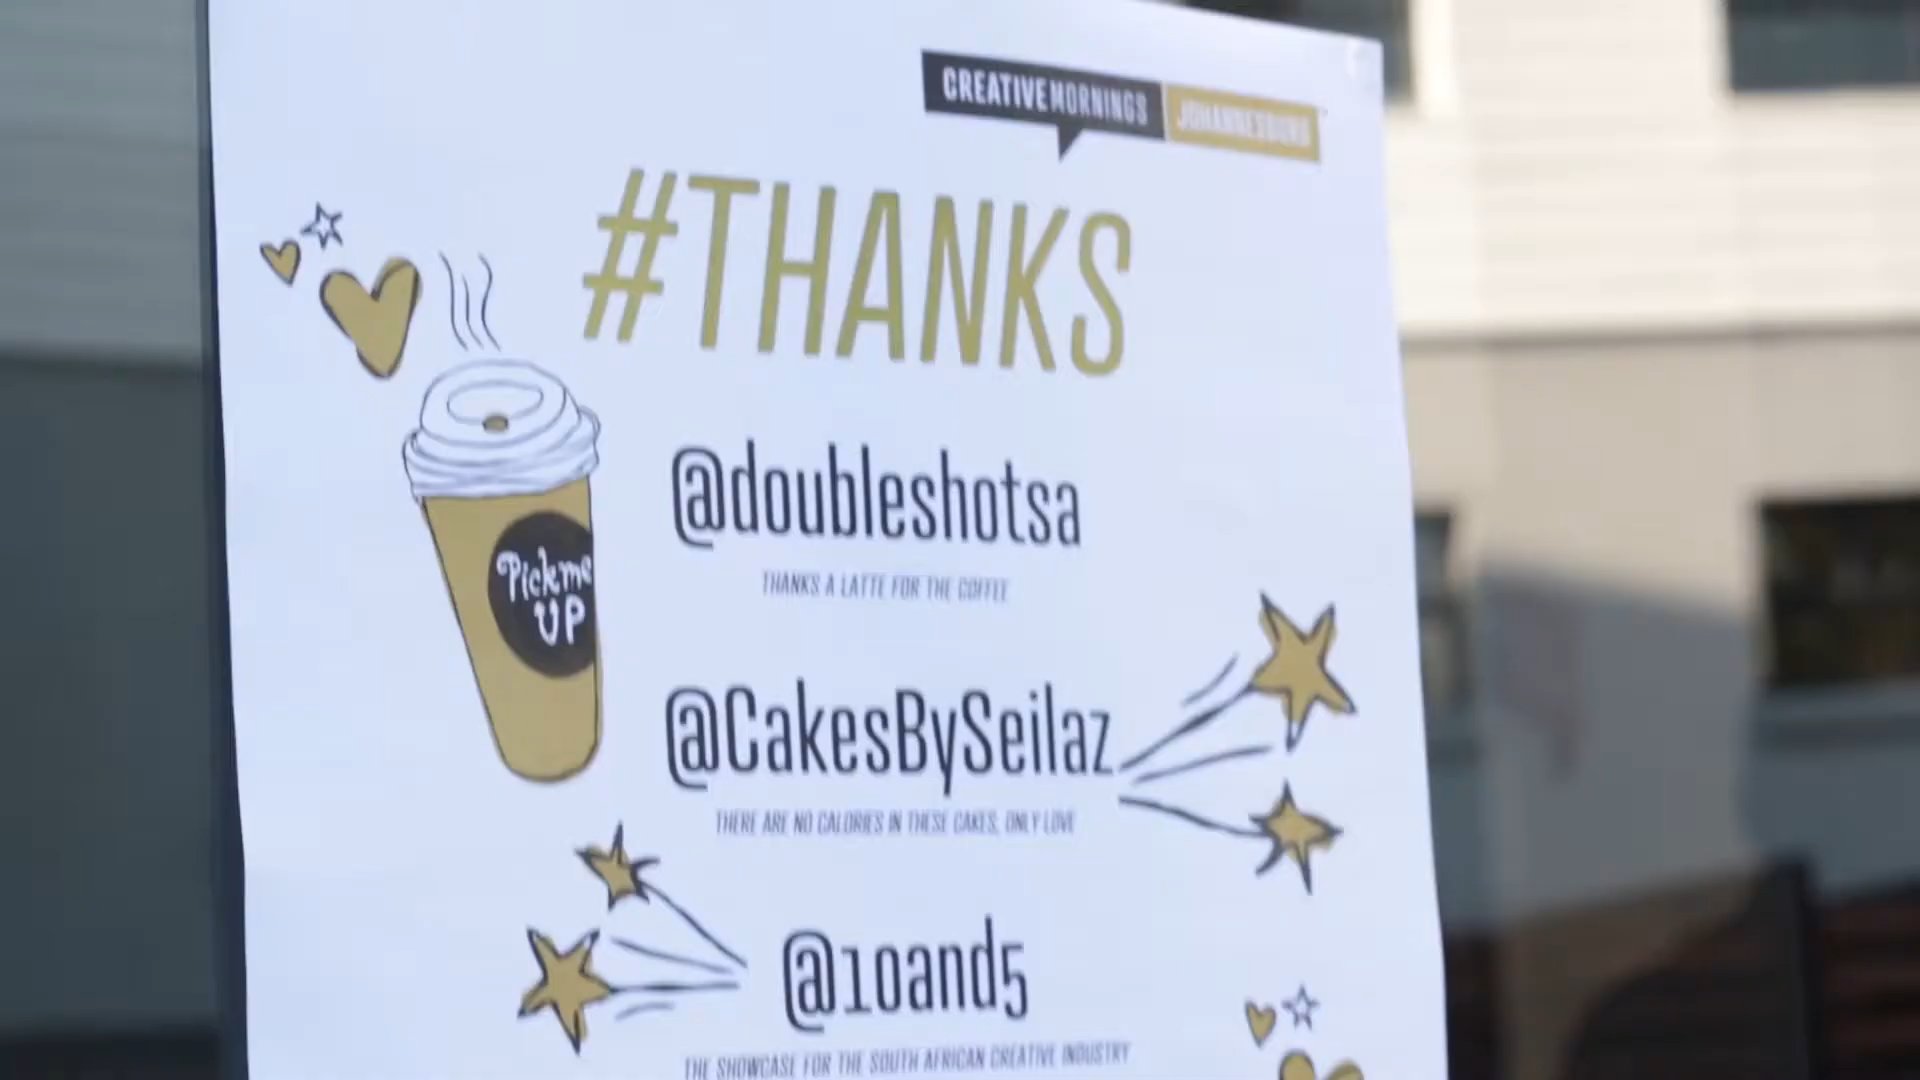 CREATIVEMORNINGS JOHANNESBURG
#THANKS
@doubleshotsa
THANKS A LATTE FOR THE COFFEE
Pick me
UP
@CakesBySeilaz
THERE ARE NO CALORIES IN THESE CAKES, ONLY LOVE
@10and5
THE SHOWCASE FOR THE SOUTH AFRICAN CREATIVE INDUSTRY